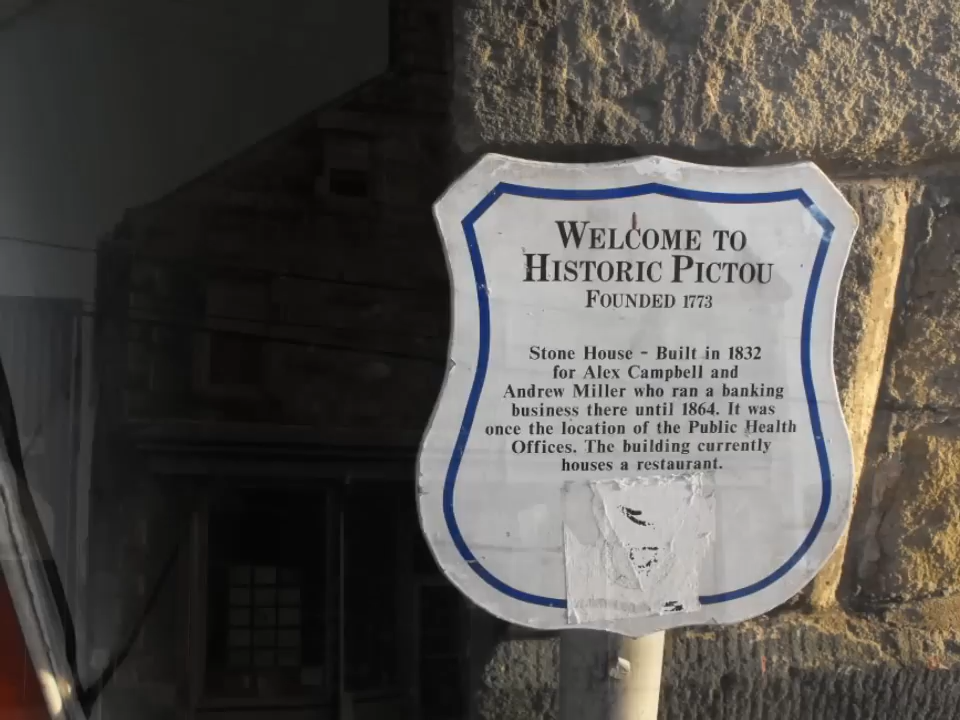 WELCOME TO
HISTORIC PICTOU
FOUNDED 1773
Stone House - Built in 1832
for Alex Campbell and
Andrew Miller who ran a banking
business there until 1864. It was
once the location of the Public Health
Offices. The building currently
houses a restaurant.